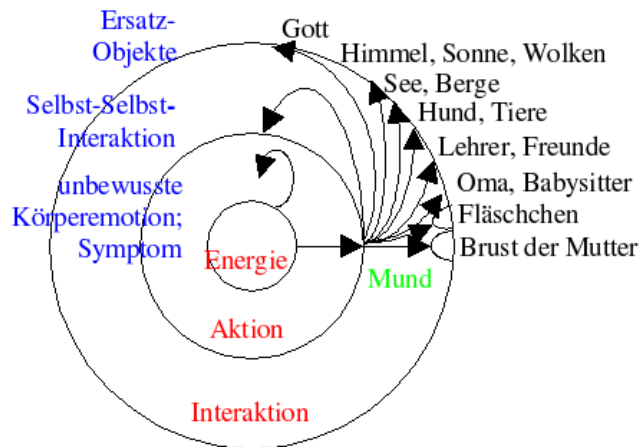 Ersatz-
Objekte
Selbst-Selbst-
Interaktion
unbewusste
Körperemotion;
Symptom
Gott
Himmel, Sonne, Wolken
See, Berge
Hund, Tiere
Lehrer, Freunde
Oma, Babysitter
Fläschchen
Brust der Mutter
Mund
Energie
Aktion
Interaktion